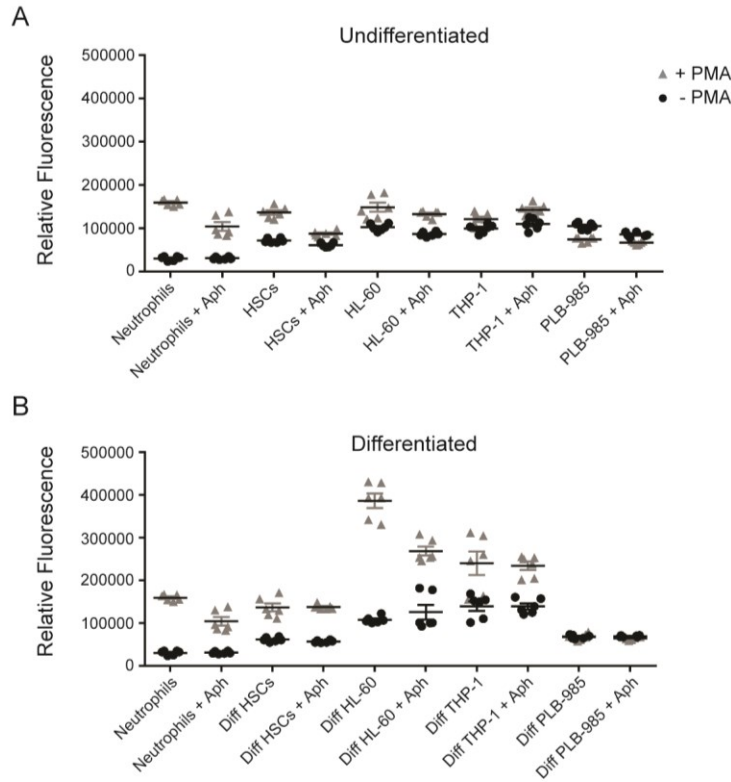 A
Undifferentiated
Relative Fluorescence
500000
400000
300000
200000
100000
0
+ PMA
- PMA
Neutrophils
Neutrophils + Aph
HSCs
HSCs + Aph
HL-60
HL-60 + Aph
THP-1
THP-1 + Aph
PLB-985
PLB-985 + Aph
B
Differentiated
Relative Fluorescence
500000
400000
300000
200000
100000
0
Neutrophils
Neutrophils + Aph
Diff HSCs
Diff HSCs + Aph
Diff HL-60
Diff HL-60 + Aph
Diff THP-1
Diff THP-1 + Aph
Diff PLB-985
Diff PLB-985 + Aph